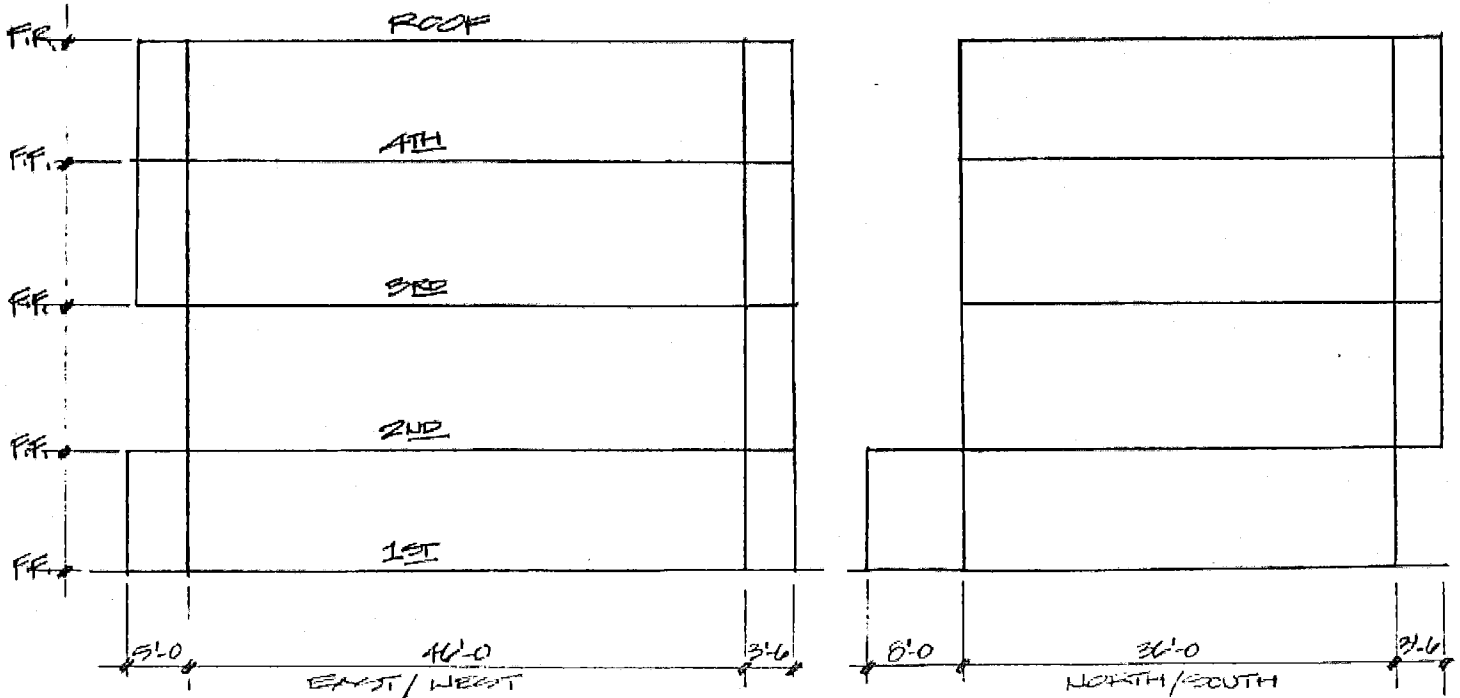 F.R. ROOF
F.F. 4TH
F.F. 3RD
F.F. 2ND
F.F. 1ST
5'-0 46'-0 3'-6 8'-0 36'-0 3'-6
EAST/WEST NORTH/SOUTH